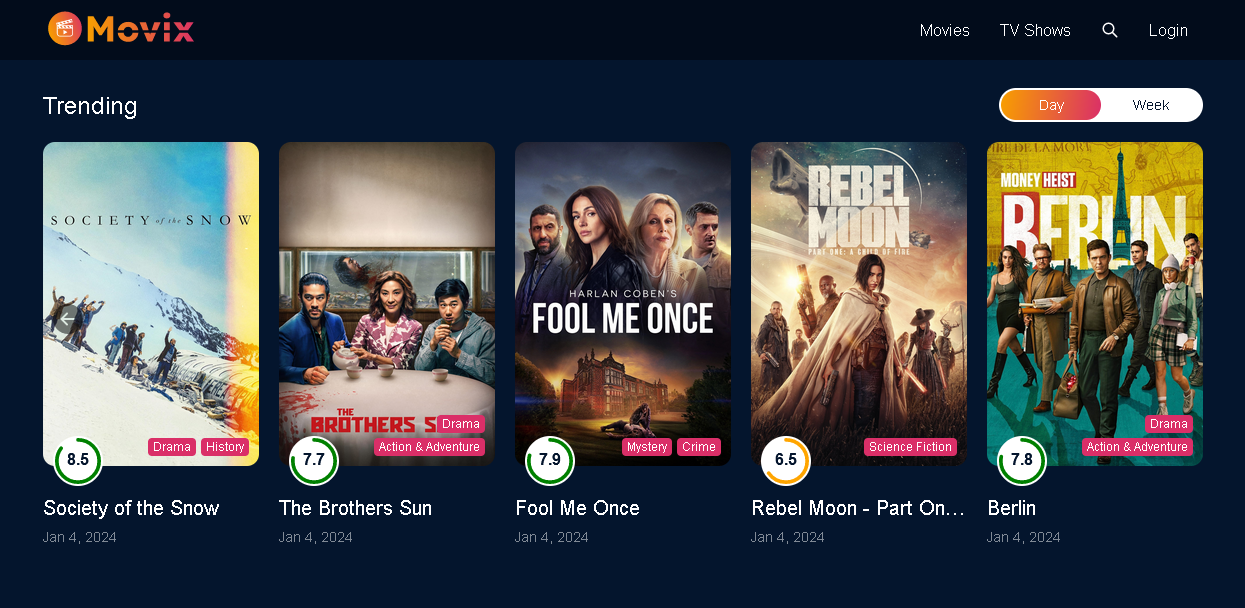 Movix
Movies
TV Shows
Login
Trending
Day
Week
SOCIETY of the SNOW
8.5
Drama
History
Society of the Snow
Jan 4, 2024
THE
BROTHERS S
Drama
7.7
Action & Adventure
The Brothers Sun
Jan 4, 2024
HARLAN COBEN'S
FOOL ME ONCE
7.9
Mystery
Crime
Fool Me Once
Jan 4, 2024
REBEL
MOON
PART ONE: A CHILD OF FIRE
6.5
Science Fiction
Rebel Moon - Part On...
Jan 4, 2024
MONEY HEIST
BERLIN
Drama
7.8
Action & Adventure
Berlin
Jan 4, 2024